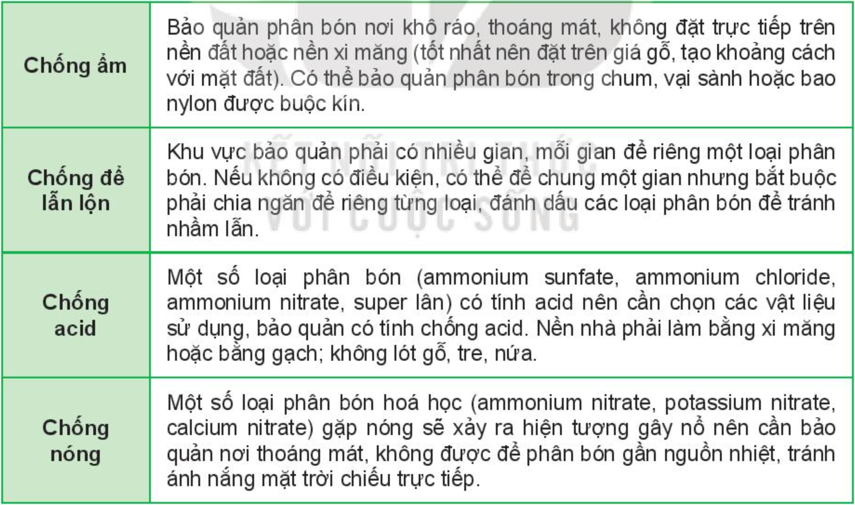 Chống ẩm
Bảo quản phân bón nơi khô ráo, thoáng mát, không đặt trực tiếp trên
nền đất hoặc nền xi măng (tốt nhất nên đặt trên giá gỗ, tạo khoảng cách
với mặt đất). Có thể bảo quản phân bón trong chum, vại sành hoặc bao
nylon được buộc kín.
Chống để
lẫn lộn
Khu vực bảo quản phải có nhiều gian, mỗi gian để riêng một loại phân
bón. Nếu không có điều kiện, có thể để chung một gian nhưng bắt buộc
phải chia ngăn để riêng từng loại, đánh dấu các loại phân bón để tránh
nhầm lẫn.
KẾT NỐI TRI THỨC
VỚI CUỘC SỐNG
Chống
acid
Một số loại phân bón (ammonium sunfate, ammonium chloride,
ammonium nitrate, super lân) có tính acid nên cần chọn các vật liệu
sử dụng, bảo quản có tính chống acid. Nền nhà phải làm bằng xi măng
hoặc bằng gạch; không lót gỗ, tre, nứa.
Chống
nóng
Một số loại phân bón hoá học (ammonium nitrate, potassium nitrate,
calcium nitrate) gặp nóng sẽ xảy ra hiện tượng gây nổ nên cần bảo
quản nơi thoáng mát, không được để phân bón gần nguồn nhiệt, tránh
ánh nắng mặt trời chiếu trực tiếp.